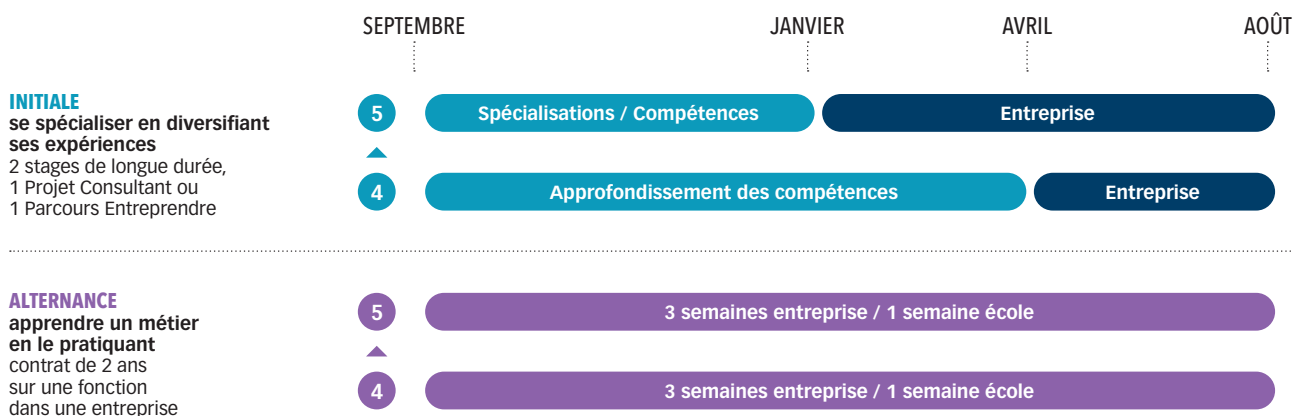 SEPTEMBRE JANVIER AVRIL AOÛT
INITIALE
se spécialiser en diversifiant
ses expériences
2 stages de longue durée,
1 Projet Consultant ou
1 Parcours Entreprendre
5 Spécialisations / Compétences Entreprise
4 Approfondissement des compétences Entreprise
ALTERNANCE
apprendre un métier
en le pratiquant
contrat de 2 ans
sur une fonction
dans une entreprise
5 3 semaines entreprise / 1 semaine école
4 3 semaines entreprise / 1 semaine école